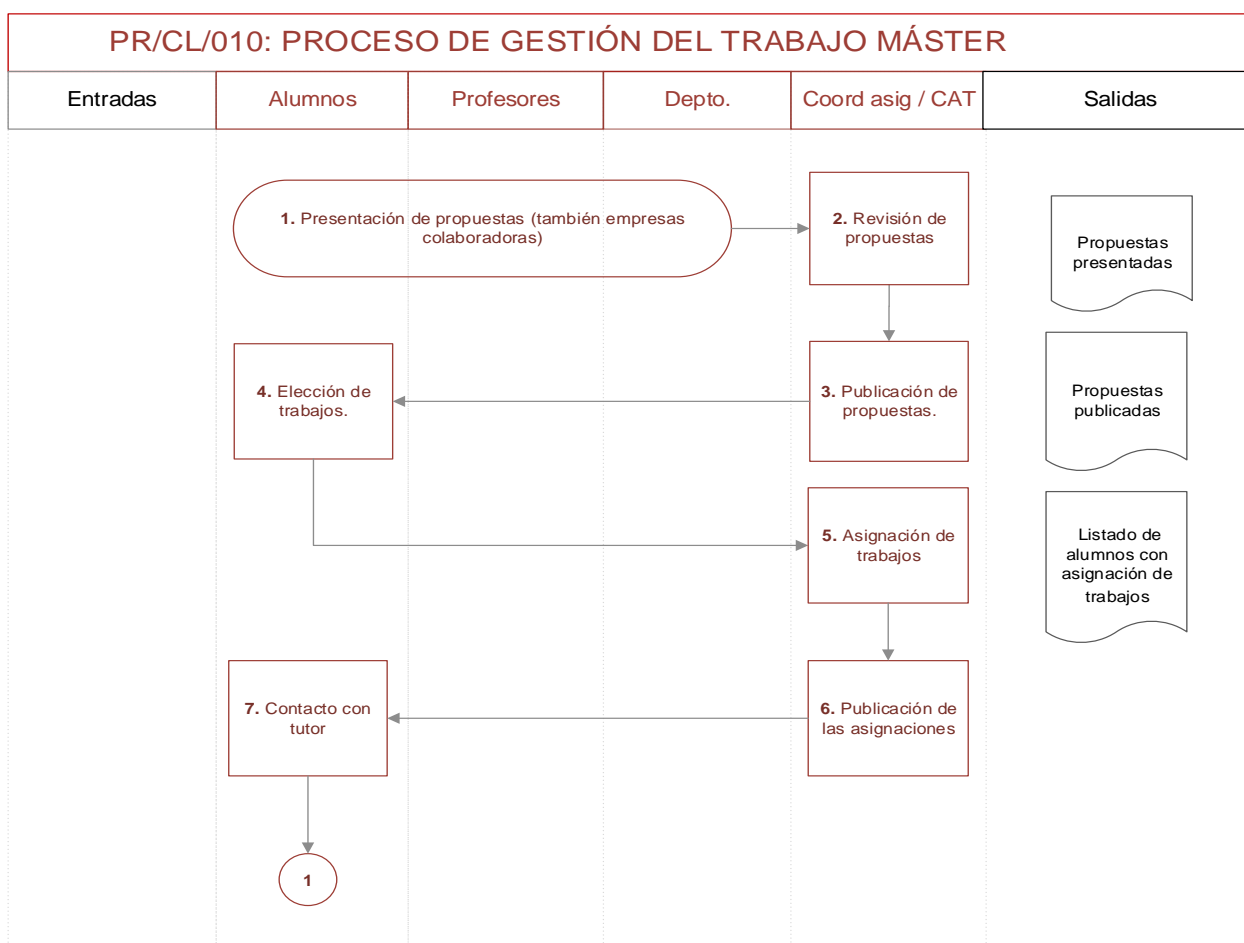 PR/CL/010: PROCESO DE GESTIÓN DEL TRABAJO MÁSTER
Entradas
Alumnos
Profesores
Depto.
Coord asig / CAT
Salidas
1. Presentación de propuestas (también empresas
colaboradoras)
2. Revisión de
propuestas
Propuestas
presentadas
4. Elección de
trabajos.
3. Publicación de
propuestas.
Propuestas
publicadas
5. Asignación de
trabajos
Listado de
alumnos con
asignación de
trabajos
7. Contacto con
tutor
6. Publicación de
las asignaciones
1